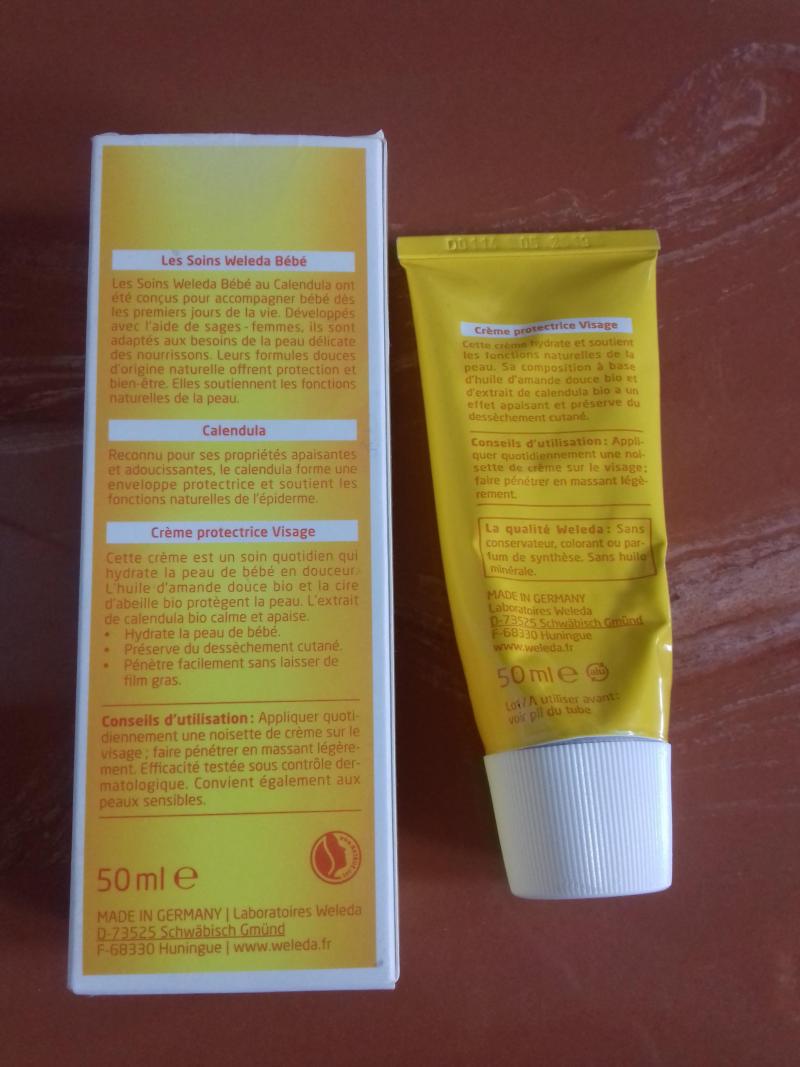 Les Soins Weleda Bébé
Les Soins Weleda Bébé au Calendula ont
été conçus pour accompagner bébé dès
les premiers jours de la vie. Développés
avec l'aide de sages-femmes, ils sont
adaptés aux besoins de la peau délicate
des nourrissons. Leurs formules douces
d'origine naturelle offrent protection et
bien-être. Elles soutiennent les fonctions
naturelles de la peau.
Calendula
Reconnu pour ses propriétés apaisantes
et adoucissantes, le calendula forme une
enveloppe protectrice et soutient les
fonctions naturelles de l'épiderme.
Crème protectrice Visage
Cette crème est un soin quotidien qui
hydrate la peau de bébé en douceur.
L'huile d'amande douce bio et la cire
d'abeille bio protègent la peau. L'extrait
de calendula bio calme et apaise.
• Hydrate la peau de bébé.
• Préserve du dessèchement cutané.
• Pénètre facilement sans laisser de
film gras.
Conseils d'utilisation : Appliquer quoti-
diennement une noisette de crème sur le
visage ; faire pénétrer en massant légère-
ment. Efficacité testée sous contrôle der-
matologique. Convient également aux
peaux sensibles.
50 ml e
MADE IN GERMANY | Laboratoires Weleda
D-73525 Schwäbisch Gmünd
F-68330 Huningue | www.weleda.fr
Crème protectrice Visage
Cette crème hydrate et soutient
les fonctions naturelles de la
peau. Sa composition à base
d'huile d'amande douce bio et
d'extrait de calendula bio a un
effet apaisant et préserve du
dessèchement cutané.
Conseils d'utilisation : Appli-
quer quotidiennement une noi-
sette de crème sur le visage ;
faire pénétrer en massant légè-
rement.
La qualité Weleda : Sans
conservateur, colorant ou par-
fum de synthèse. Sans huile
minérale.
MADE IN GERMANY
Laboratoires Weleda
D-73525 Schwäbisch Gmünd
F-68330 Huningue
www.weleda.fr
50 ml e alu
Lot/A utiliser avant :
voir pli du tube